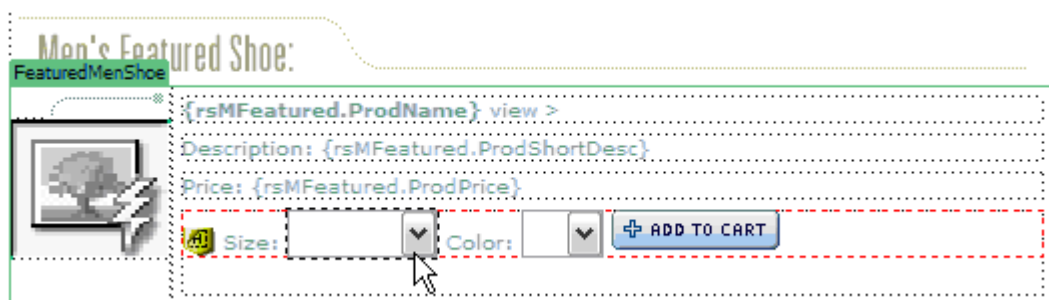 Men's Featured Shoe:
FeaturedMenShoe
{rsMFeatured.ProdName} view >
Description: {rsMFeatured.ProdShortDesc}
Price: {rsMFeatured.ProdPrice}
Size: Color: ADD TO CART